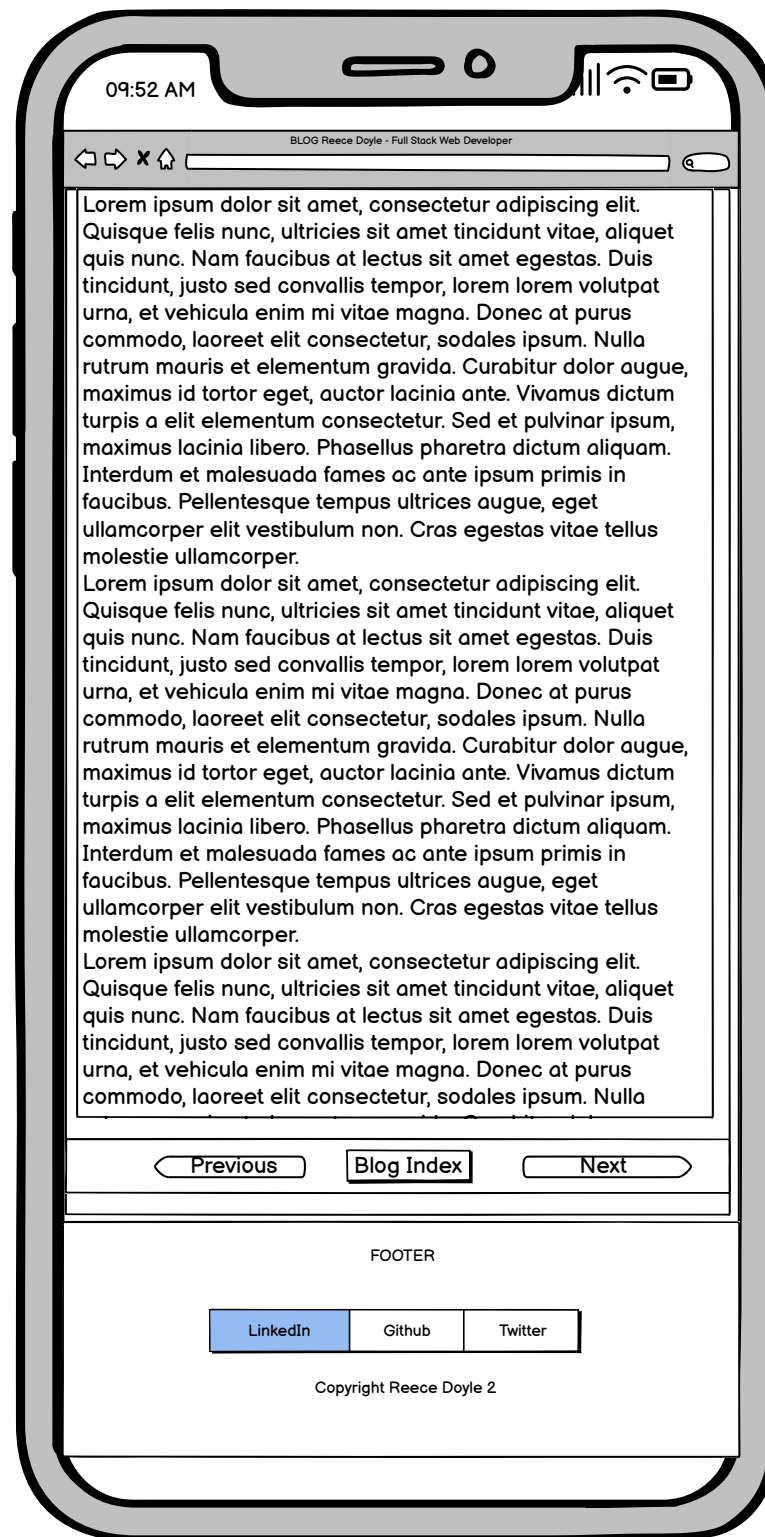 09:52 AM
BLOG Reece Doyle - Full Stack Web Developer
Lorem ipsum dolor sit amet, consectetur adipiscing elit.
Quisque felis nunc, ultricies sit amet tincidunt vitae, aliquet
quis nunc. Nam faucibus at lectus sit amet egestas. Duis
tincidunt, justo sed convallis tempor, lorem lorem volutpat
urna, et vehicula enim mi vitae magna. Donec at purus
commodo, laoreet elit consectetur, sodales ipsum. Nulla
rutrum mauris et elementum gravida. Curabitur dolor augue,
maximus id tortor eget, auctor lacinia ante. Vivamus dictum
turpis a elit elementum consectetur. Sed et pulvinar ipsum,
maximus lacinia libero. Phasellus pharetra dictum aliquam.
Interdum et malesuada fames ac ante ipsum primis in
faucibus. Pellentesque tempus ultrices augue, eget
ullamcorper elit vestibulum non. Cras egestas vitae tellus
molestie ullamcorper.
Lorem ipsum dolor sit amet, consectetur adipiscing elit.
Quisque felis nunc, ultricies sit amet tincidunt vitae, aliquet
quis nunc. Nam faucibus at lectus sit amet egestas. Duis
tincidunt, justo sed convallis tempor, lorem lorem volutpat
urna, et vehicula enim mi vitae magna. Donec at purus
commodo, laoreet elit consectetur, sodales ipsum. Nulla
rutrum mauris et elementum gravida. Curabitur dolor augue,
maximus id tortor eget, auctor lacinia ante. Vivamus dictum
turpis a elit elementum consectetur. Sed et pulvinar ipsum,
maximus lacinia libero. Phasellus pharetra dictum aliquam.
Interdum et malesuada fames ac ante ipsum primis in
faucibus. Pellentesque tempus ultrices augue, eget
ullamcorper elit vestibulum non. Cras egestas vitae tellus
molestie ullamcorper.
Lorem ipsum dolor sit amet, consectetur adipiscing elit.
Quisque felis nunc, ultricies sit amet tincidunt vitae, aliquet
quis nunc. Nam faucibus at lectus sit amet egestas. Duis
tincidunt, justo sed convallis tempor, lorem lorem volutpat
urna, et vehicula enim mi vitae magna. Donec at purus
commodo, laoreet elit consectetur, sodales ipsum. Nulla
Previous Blog Index Next
FOOTER
LinkedIn Github Twitter
Copyright Reece Doyle 2